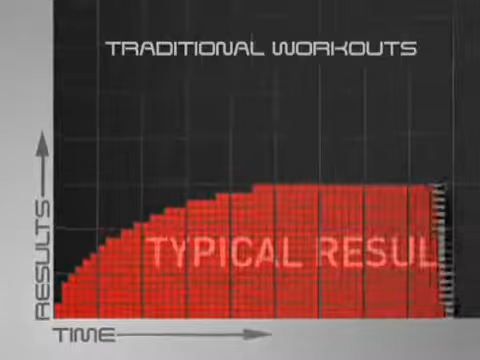 TRADITIONAL WORKOUTS
TYPICAL RESUL
RESULTS
TIME